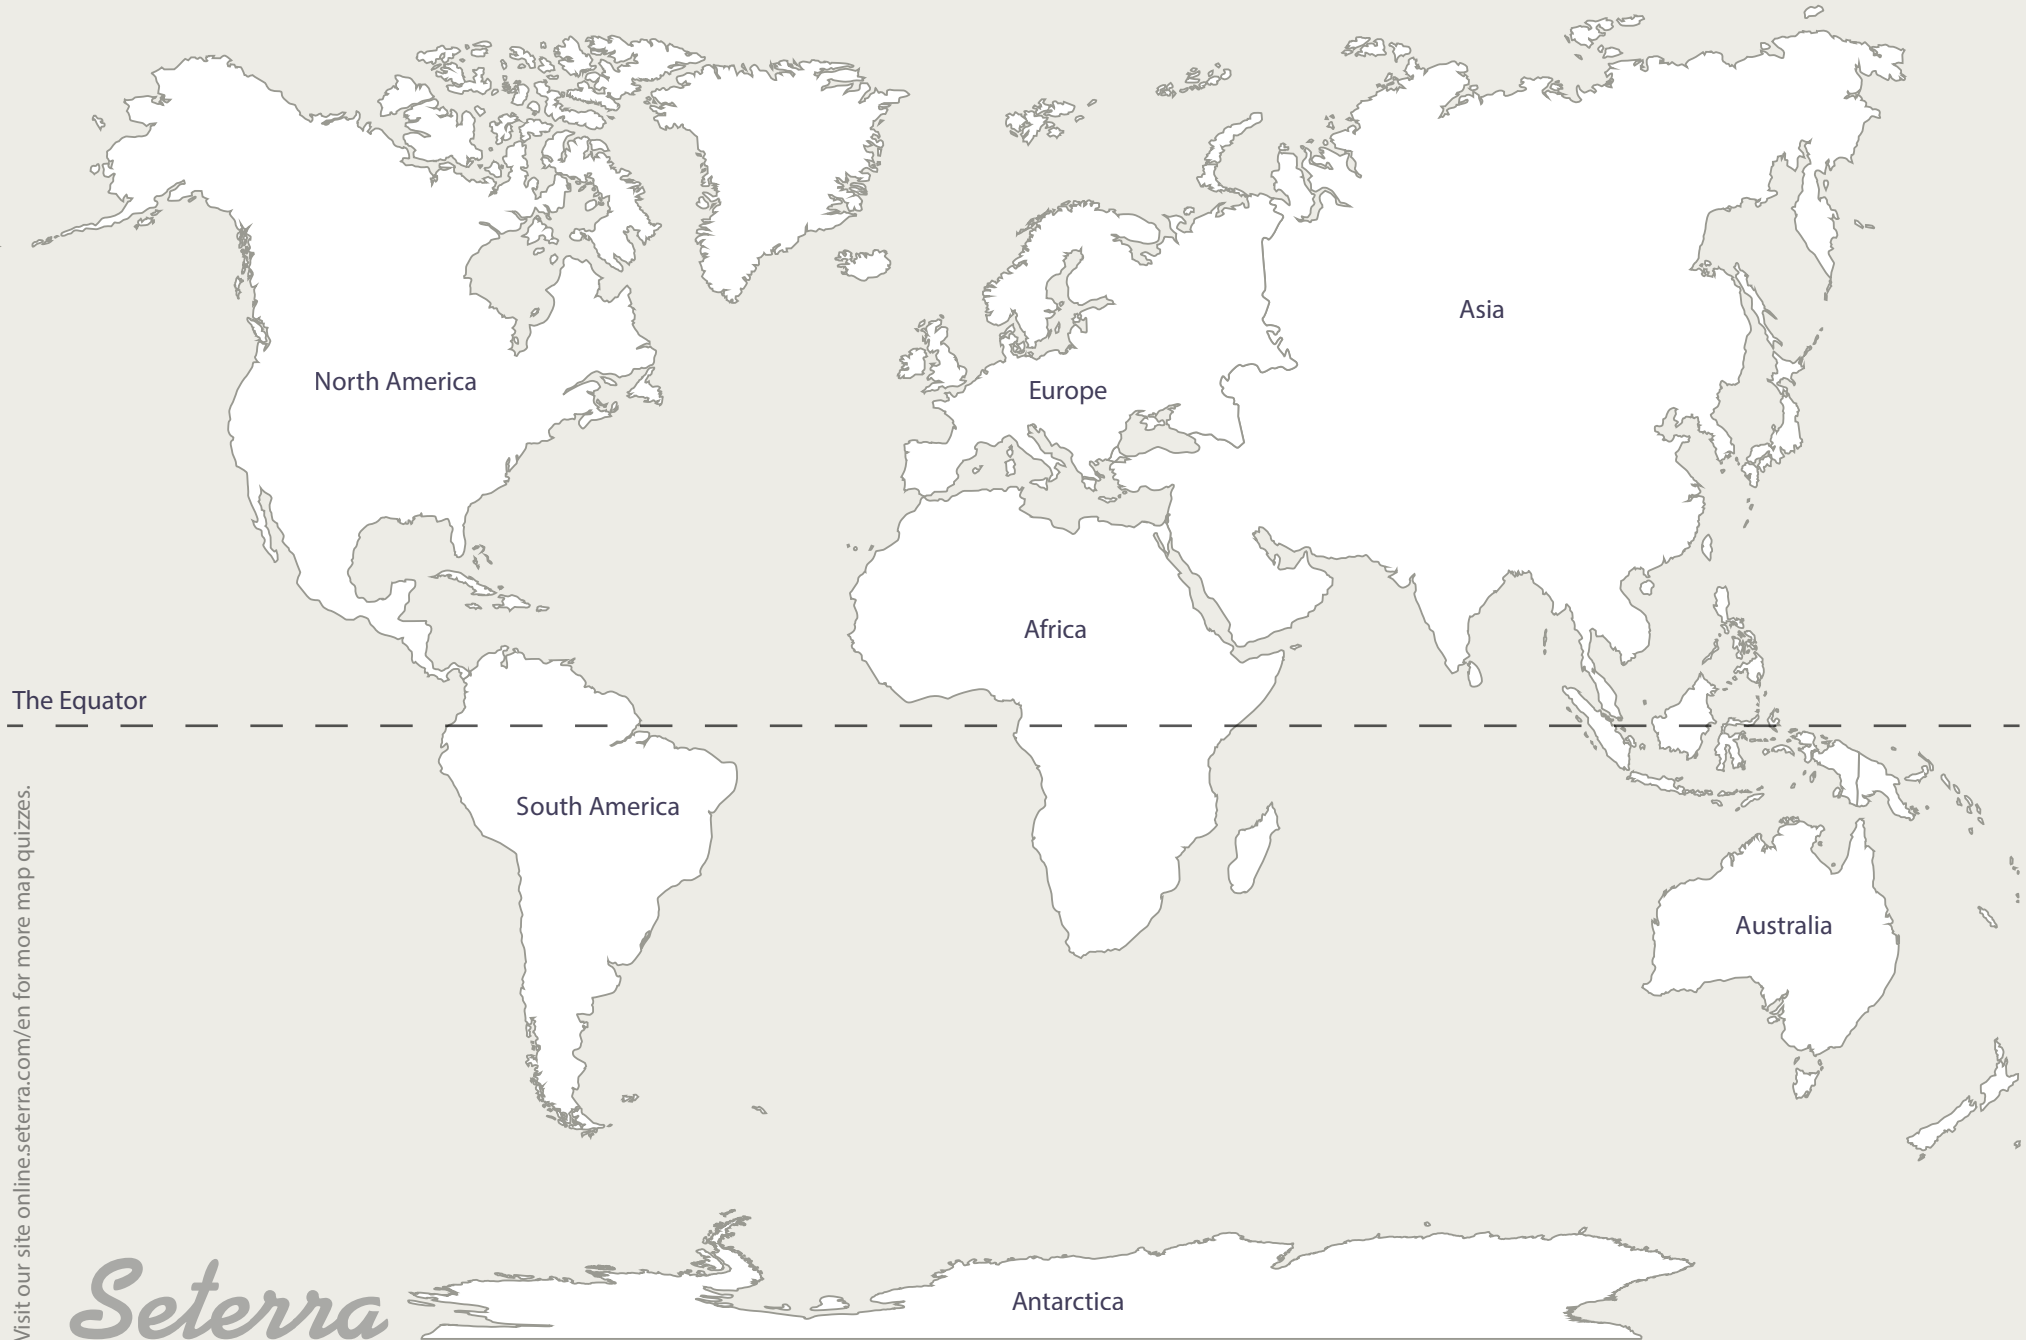 Asia
North America
Europe
Africa
The Equator
South America
Australia
Antarctica
Visit our site online.seterra.com/en for more map quizzes.
Seterra